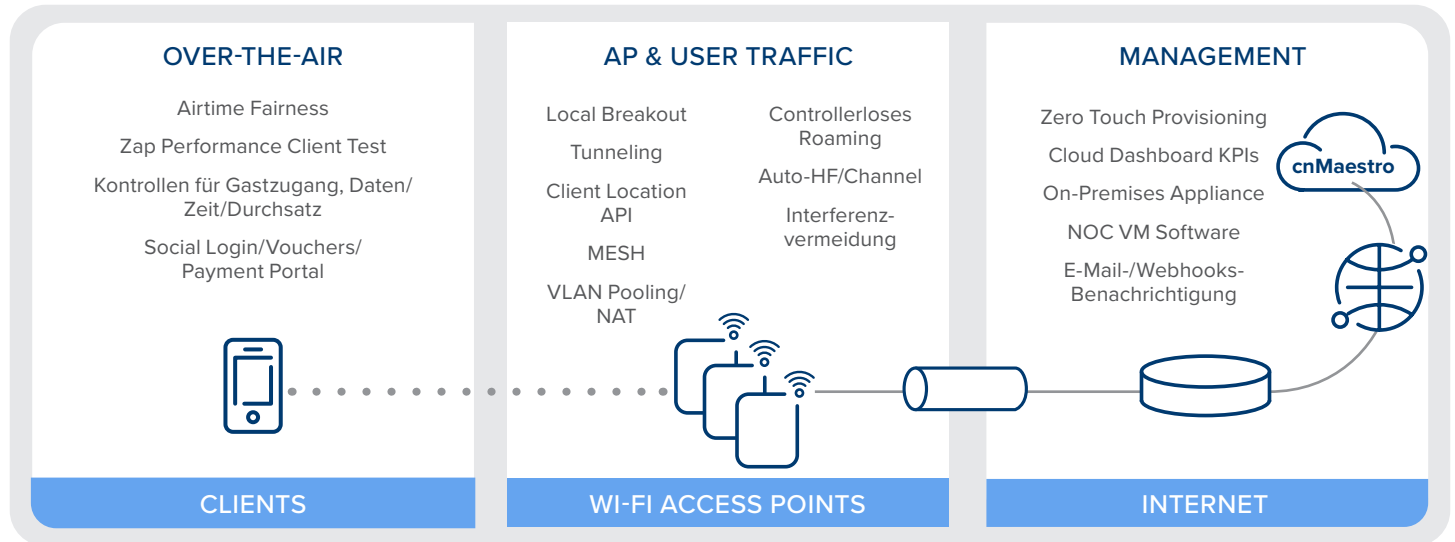 OVER-THE-AIR
Airtime Fairness
Zap Performance Client Test
Kontrollen für Gastzugang, Daten/
Zeit/Durchsatz
Social Login/Vouchers/
Payment Portal
CLIENTS
AP & USER TRAFFIC
Local Breakout
Tunneling
Client Location
API
MESH
VLAN Pooling/
NAT
Controllerloses
Roaming
Auto-HF/Channel
Interferenz-
vermeidung
WI-FI ACCESS POINTS
MANAGEMENT
Zero Touch Provisioning
Cloud Dashboard KPIs
On-Premises Appliance
NOC VM Software
E-Mail-/Webhooks-
Benachrichtigung
cnMaestro
INTERNET